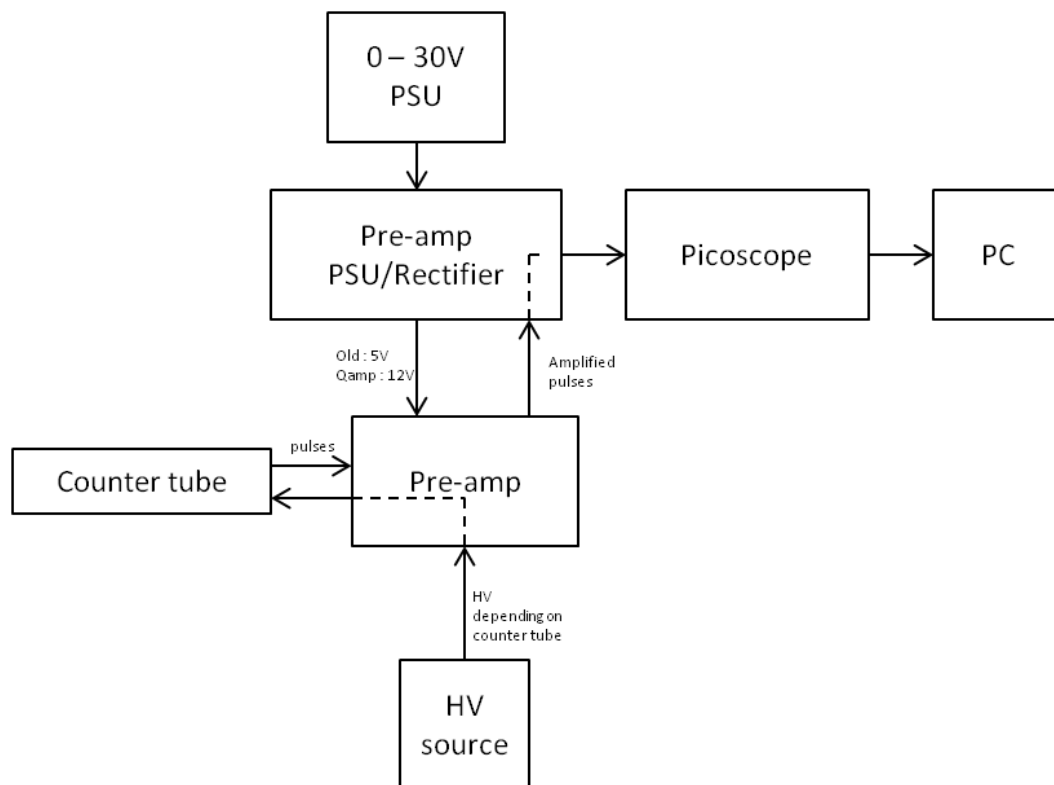 0 – 30V
PSU
Pre-amp
PSU/Rectifier
Picoscope
PC
Old : 5V
Qamp : 12V
Amplified
pulses
pulses
Counter tube
Pre-amp
HV
depending on
counter tube
HV
source